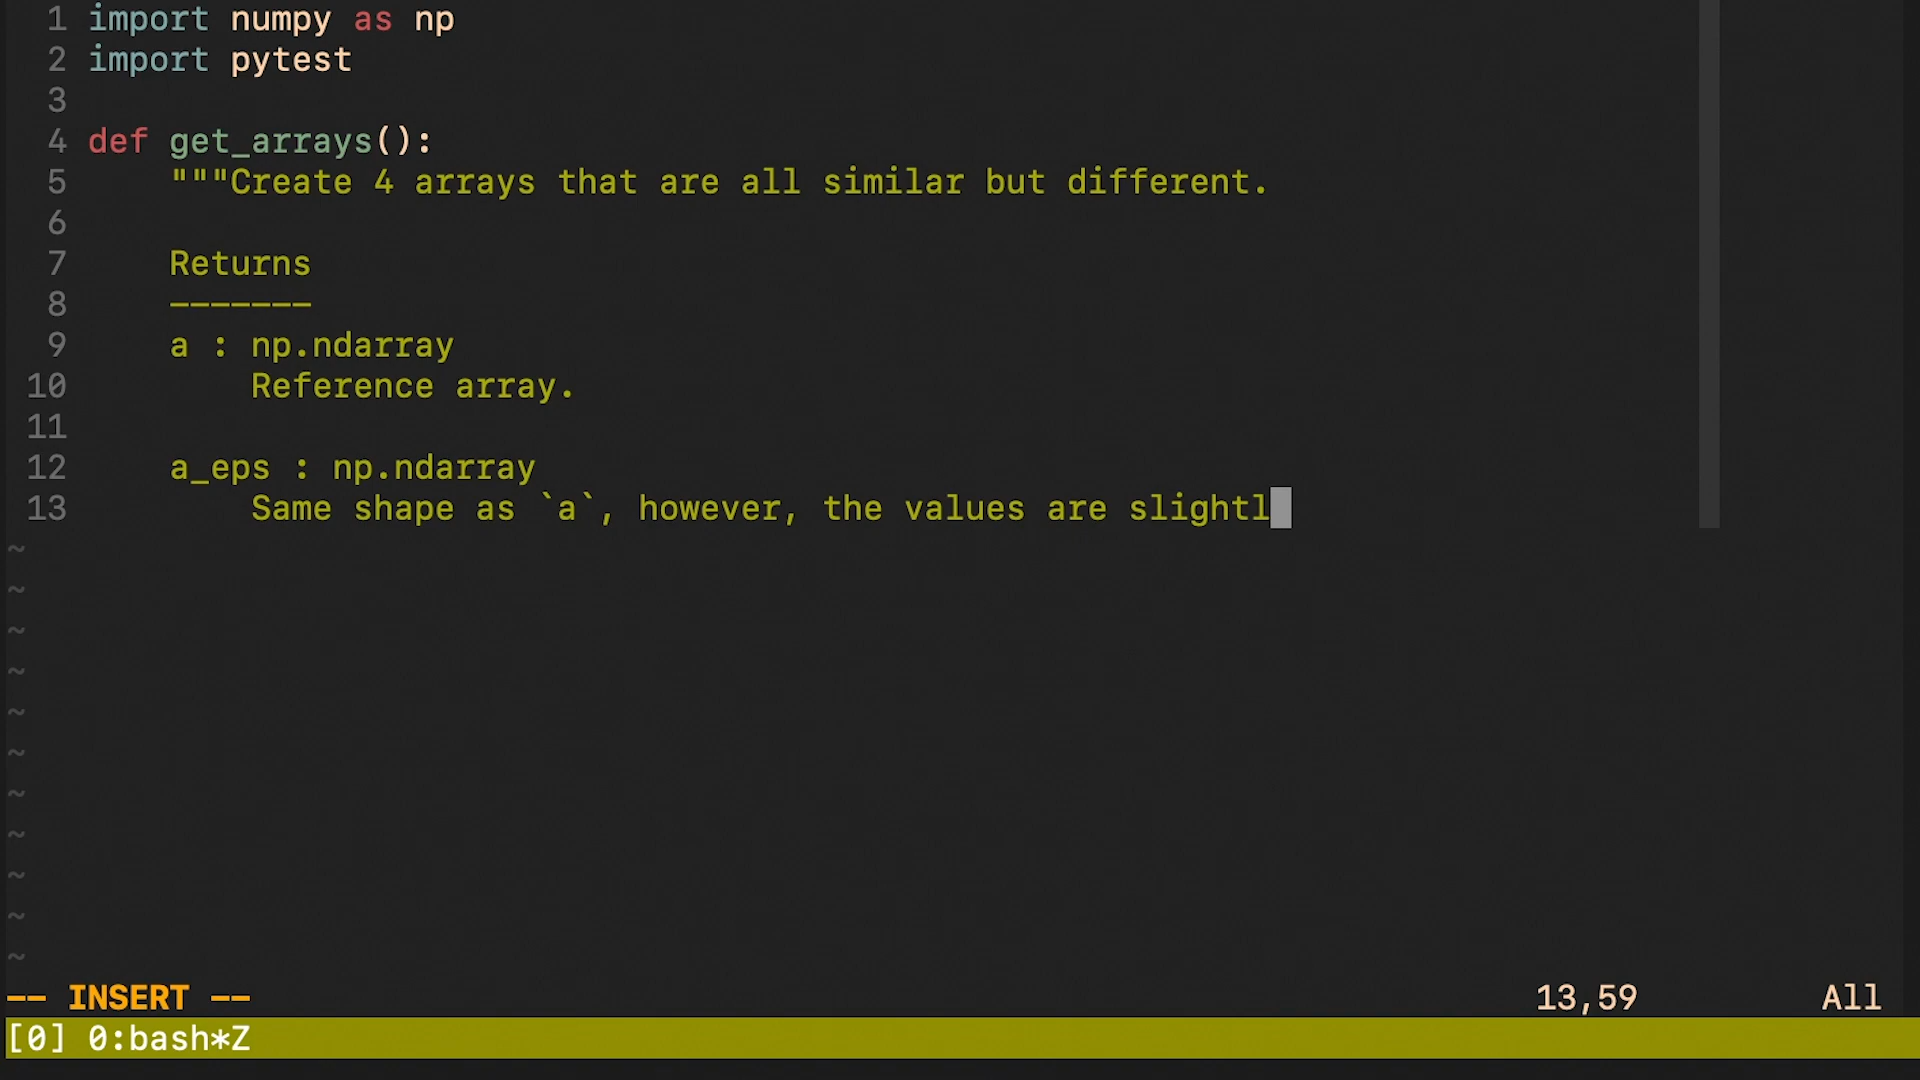 1 import numpy as np
2 import pytest
3
4 def get_arrays():
5     """Create 4 arrays that are all similar but different.
6
7     Returns
8     -------
9     a : np.ndarray
10         Reference array.
11
12     a_eps : np.ndarray
13         Same shape as `a`, however, the values are slightl
~
~
~
~
~
~
~
~
~
~
~
-- INSERT -- 13,59 All
[0] 0:bash*Z